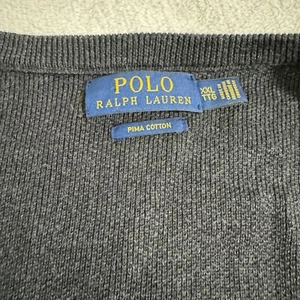 POLO
RALPH LAUREN
XXL
TTG
PIMA COTTON